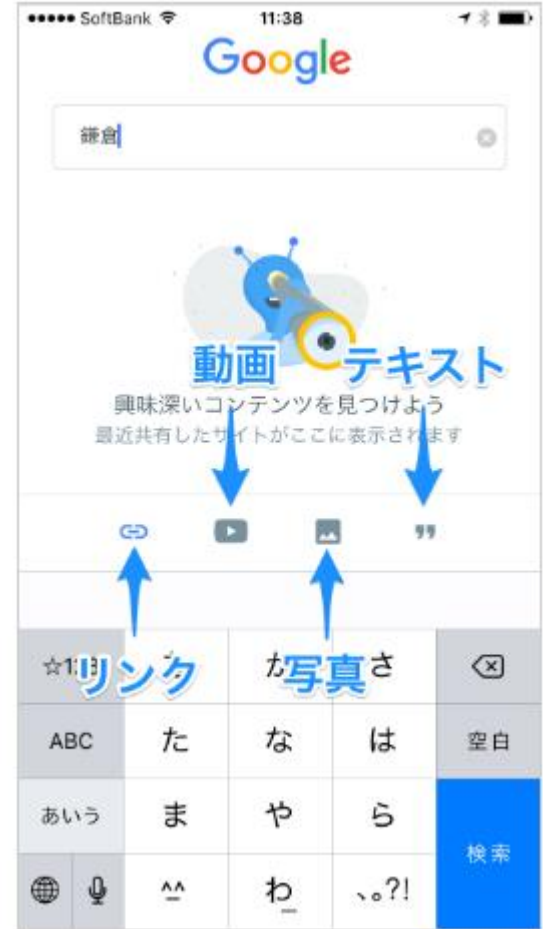 SoftBank 11:38
Google
鎌倉
動画 テキスト
興味深いコンテンツを見つけよう
最近共有したサイトがここに表示されます
リンク 写真
☆123 か さ
ABC た な は 空白
あいう ま や ら
検索
^^ わ 、。?!